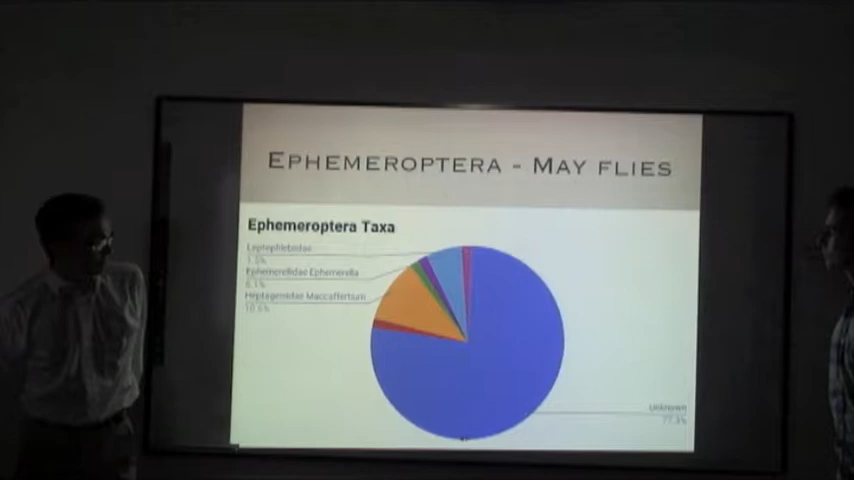 EPHEMEROPTERA - MAY FLIES
Ephemeroptera Taxa
Leptophlebiidae
1.5%
Ephemerellidae Ephemerella
6.1%
Heptageniidae Maccaffertium
10.6%
Unknown
77.3%